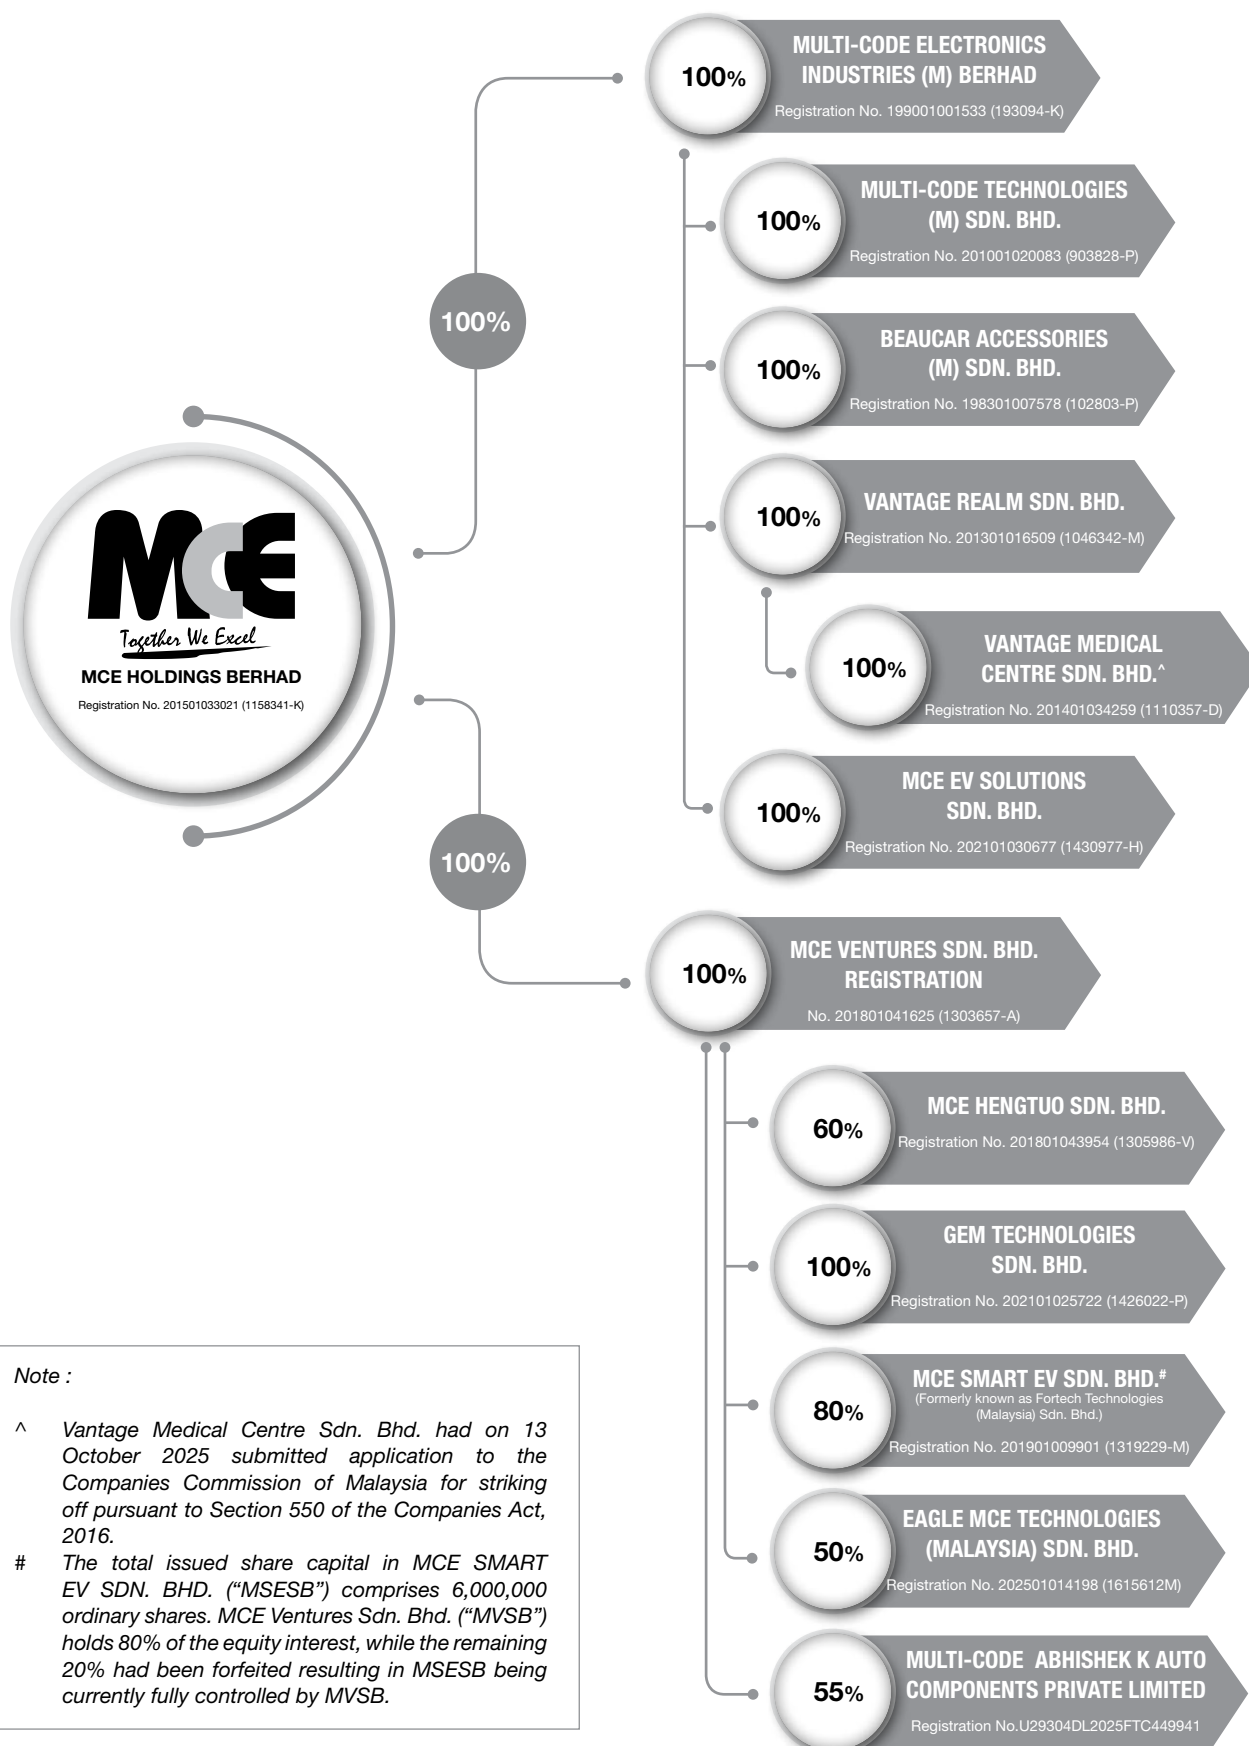 100%
MULTI-CODE ELECTRONICS
INDUSTRIES (M) BERHAD
Registration No. 199001001533 (193094-K)
100%
MULTI-CODE TECHNOLOGIES
(M) SDN. BHD.
Registration No. 201001020083 (903828-P)
100%
100%
BEAUCAR ACCESSORIES
(M) SDN. BHD.
Registration No. 198301007578 (102803-P)
100%
VANTAGE REALM SDN. BHD.
Registration No. 201301016509 (1046342-M)
MCE
Together We Excel
MCE HOLDINGS BERHAD
Registration No. 201501033021 (1158341-K)
100%
VANTAGE MEDICAL
CENTRE SDN. BHD.^
Registration No. 201401034259 (1110357-D)
100%
MCE EV SOLUTIONS
SDN. BHD.
Registration No. 202101030677 (1430977-H)
100%
100%
MCE VENTURES SDN. BHD.
REGISTRATION
No. 201801041625 (1303657-A)
60%
MCE HENGTUO SDN. BHD.
Registration No. 201801043954 (1305986-V)
100%
GEM TECHNOLOGIES
SDN. BHD.
Registration No. 202101025722 (1426022-P)
80%
MCE SMART EV SDN. BHD.#
(Formerly known as Fortech Technologies
(Malaysia) Sdn. Bhd.)
Registration No. 201901009901 (1319229-M)
50%
EAGLE MCE TECHNOLOGIES
(MALAYSIA) SDN. BHD.
Registration No. 202501014198 (1615612M)
55%
MULTI-CODE ABHISHEK K AUTO
COMPONENTS PRIVATE LIMITED
Registration No.U29304DL2025FTC449941
Note :
^ Vantage Medical Centre Sdn. Bhd. had on 13
October 2025 submitted application to the
Companies Commission of Malaysia for striking
off pursuant to Section 550 of the Companies Act,
2016.
# The total issued share capital in MCE SMART
EV SDN. BHD. (“MSESB”) comprises 6,000,000
ordinary shares. MCE Ventures Sdn. Bhd. (“MVSB”)
holds 80% of the equity interest, while the remaining
20% had been forfeited resulting in MSESB being
currently fully controlled by MVSB.